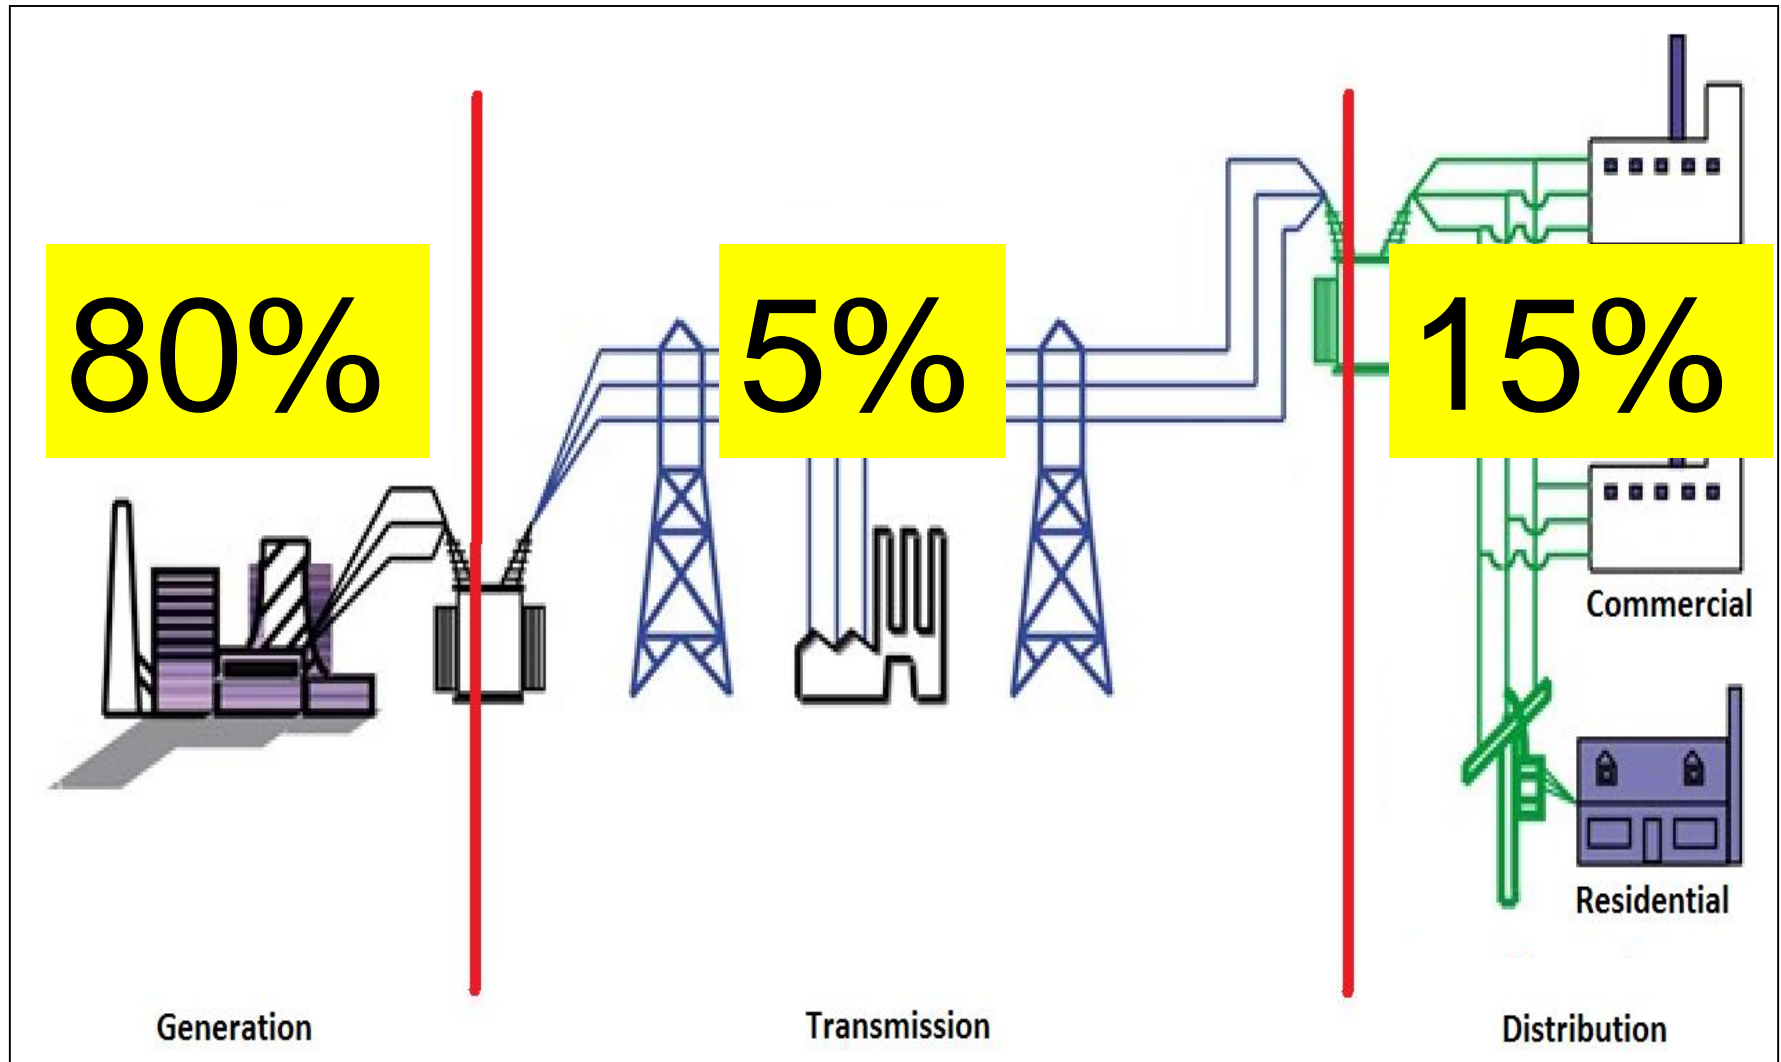 80%
5%
15%
Commercial
Residential
Generation
Transmission
Distribution